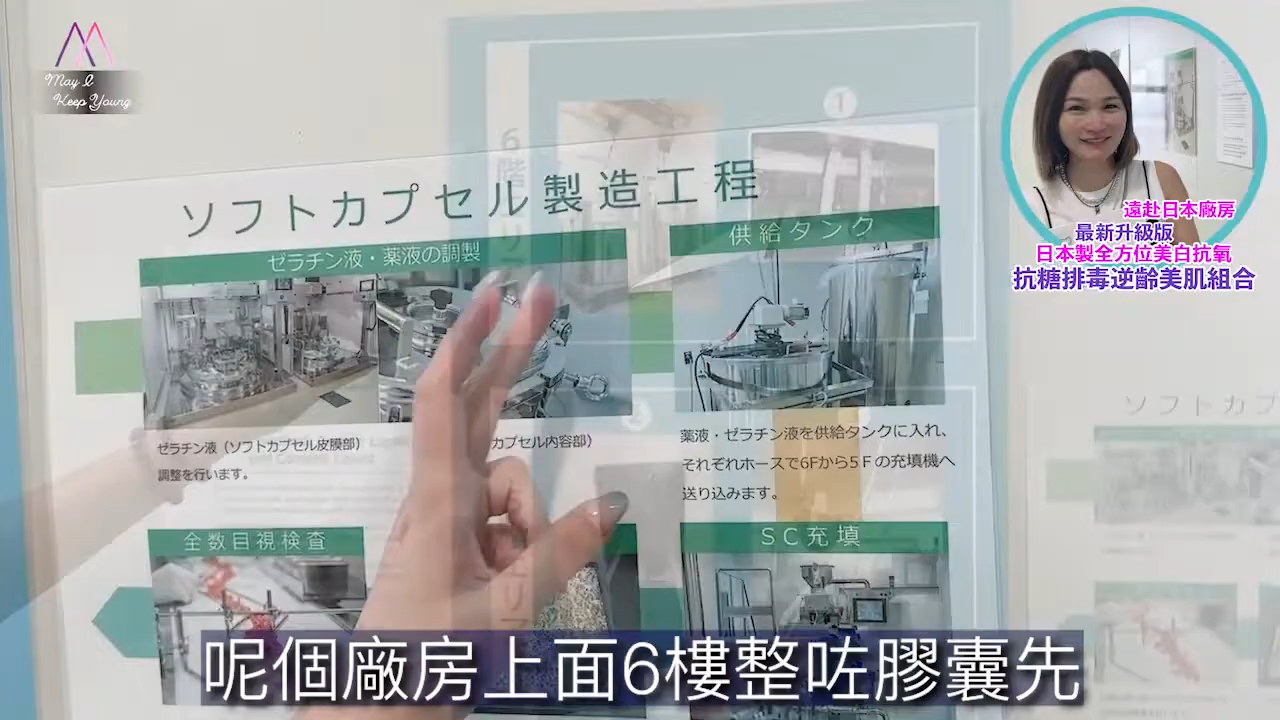 May I
Keep Young
遠赴日本廠房
最新升級版
日本製全方位美白抗氧
抗糖排毒逆齡美肌組合
6階
1
ソフトカプセル製造工程
ゼラチン液・薬液の調製
供給タンク
ゼラチン液（ソフトカプセル皮膜部）
カプセル内容部）
調整を行います。
薬液・ゼラチン液を供給タンクに入れ、
それぞれホースで6Fから5Fの充填機へ
送り込みます。
ソフトカプ
全数目視検査
SC充填
呢個廠房上面6樓整咗膠囊先